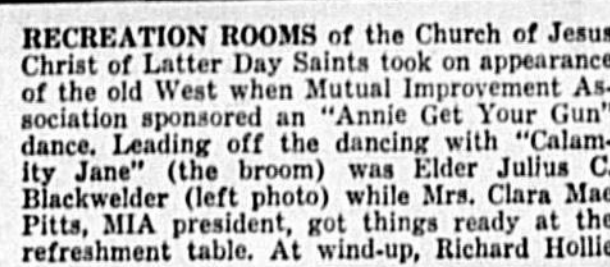 RECREATION ROOMS of the Church of Jesus
Christ of Latter Day Saints took on appearance
of the old West when Mutual Improvement As-
sociation sponsored an "Annie Get Your Gun"
dance. Leading off the dancing with "Calam-
ity Jane" (the broom) was Elder Julius C.
Blackwelder (left photo) while Mrs. Clara Mae
Pitts, MIA president, got things ready at the
refreshment table. At wind-up, Richard Hollie